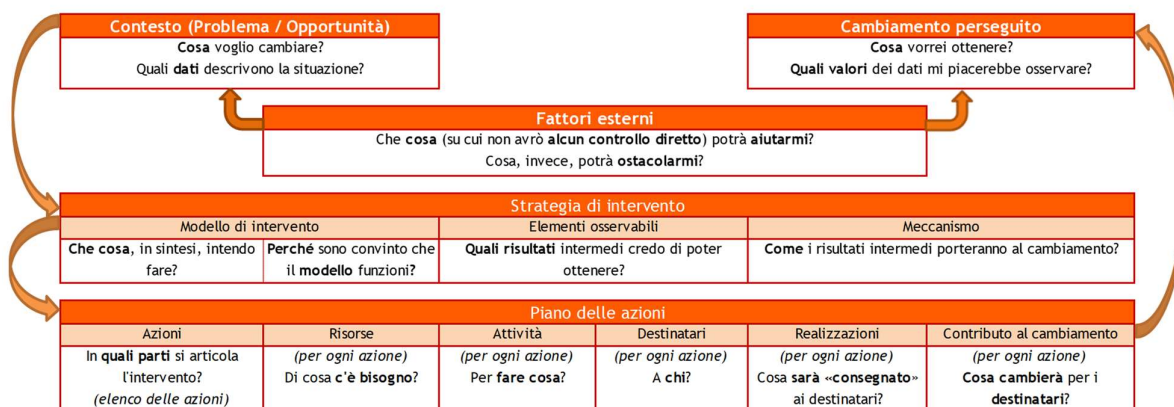 Contesto (Problema / Opportunità)
Cosa voglio cambiare?
Quali dati descrivono la situazione?
Cambiamento perseguito
Cosa vorrei ottenere?
Quali valori dei dati mi piacerebbe osservare?
Fattori esterni
Che cosa (su cui non avrò alcun controllo diretto) potrà aiutarmi?
Cosa, invece, potrà ostacolarmi?
Strategia di intervento
Modello di intervento
Elementi osservabili
Meccanismo
Che cosa, in sintesi, intendo
fare?
Perché sono convinto che
il modello funzioni?
Quali risultati intermedi credo di poter
ottenere?
Come i risultati intermedi porteranno al cambiamento?
Piano delle azioni
Azioni
Risorse
Attività
Destinatari
Realizzazioni
Contributo al cambiamento
In quali parti si articola
l'intervento?
(elenco delle azioni)
(per ogni azione)
Di cosa c'è bisogno?
(per ogni azione)
Per fare cosa?
(per ogni azione)
A chi?
(per ogni azione)
Cosa sarà «consegnato»
ai destinatari?
(per ogni azione)
Cosa cambierà per i
destinatari?